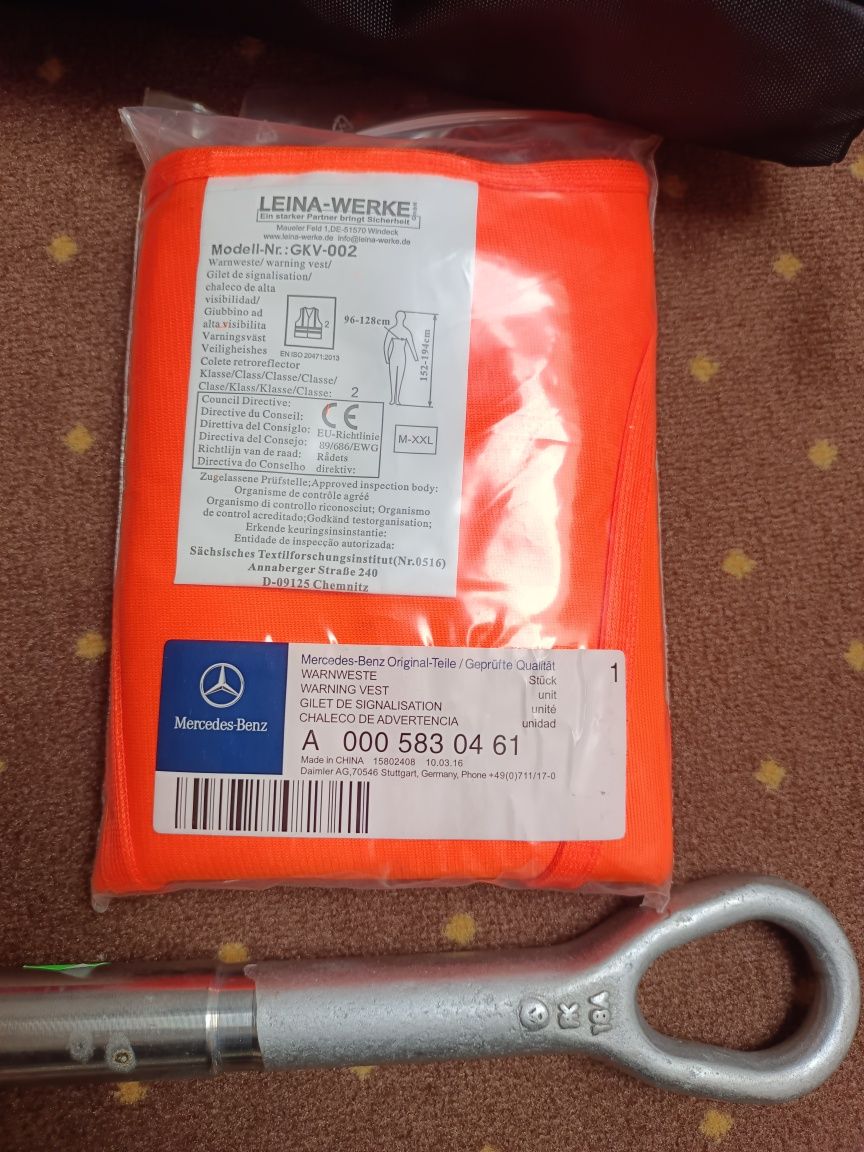 LEINA-WERKE GmbH
Ein starker Partner bringt Sicherheit
Maueler Feld 1,DE-51570 Windeck
www.leina-werke.de info@leina-werke.de
Modell-Nr.:GKV-002
Warnweste/ warning vest/
Gilet de signalisation/
chaleco de alta
visibilidad/
Giubbino ad
alta visibilita
Varningsväst
Veiligheishes
Colete retroreflector
Klasse/Class/Classe/Classe/
Clase/Klass/Klasse/Classe: 2
2
EN ISO 20471:2013
96-128cm
152-194cm
M-XXL
Council Directive:
Directive du Conseil:
Direttiva del Consiglo:
Directiva del Consejo:
Richtlijn van de raad:
Directiva do Conselho
CE
EU-Richtlinie
89/686/EWG
Rådets
direktiv:
Zugelassene Prüfstelle;Approved inspection body:
Organisme de contrôle agréé
Organismo di controllo riconosciut; Organismo
de control acreditado;Godkänd testorganisation;
Erkende keuringsinsinstantie:
Entidade de inspecção autorizada:
Sächsisches Textilforschungsinstitut(Nr.0516)
Annaberger Straße 240
D-09125 Chemnitz
Mercedes-Benz
Mercedes-Benz Original-Teile / Geprüfte Qualität
WARNWESTE Stück
WARNING VEST unit
GILET DE SIGNALISATION unité
CHALECO DE ADVERTENCIA unidad
1
A 000 583 04 61
Made in CHINA 15802408 10.03.16
Daimler AG,70546 Stuttgart, Germany, Phone +49(0)711/17-0